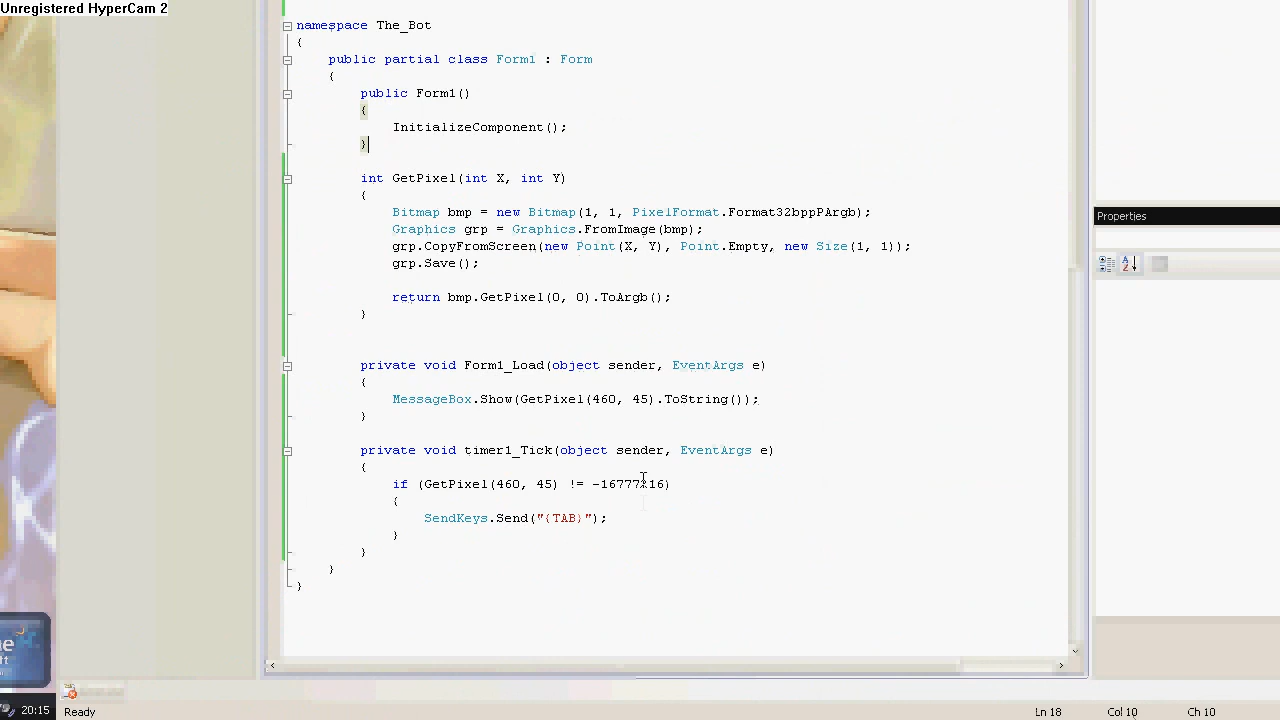 Unregistered HyperCam 2
namespace The_Bot
{
public partial class Form1 : Form
{
public Form1()
{
InitializeComponent();
}
int GetPixel(int X, int Y)
{
Bitmap bmp = new Bitmap(1, 1, PixelFormat.Format32bppPArgb);
Graphics grp = Graphics.FromImage(bmp);
grp.CopyFromScreen(new Point(X, Y), Point.Empty, new Size(1, 1));
grp.Save();
return bmp.GetPixel(0, 0).ToArgb();
}
private void Form1_Load(object sender, EventArgs e)
{
MessageBox.Show(GetPixel(460, 45).ToString());
}
private void timer1_Tick(object sender, EventArgs e)
{
if (GetPixel(460, 45) != -16777216)
{
SendKeys.Send("{TAB}");
}
}
}
}
Properties
20:15
Ready
Ln 18
Col 10
Ch 10